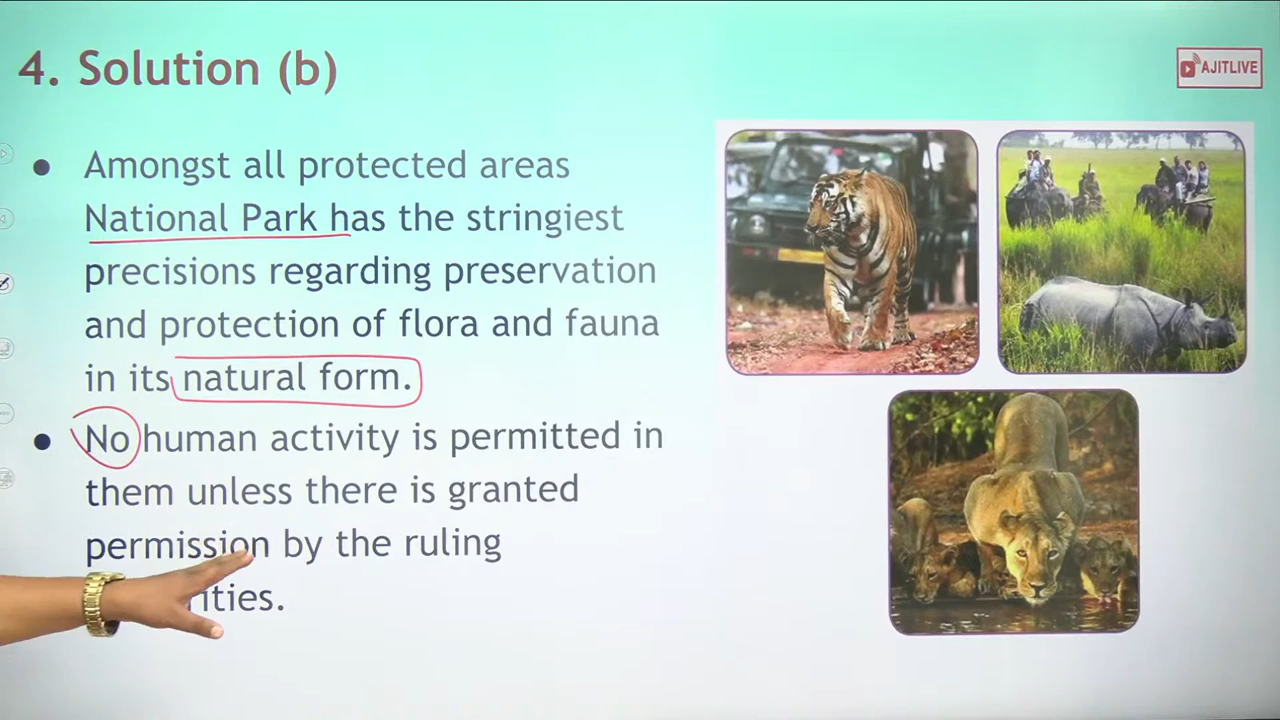 4. Solution (b)
AJITLIVE
Amongst all protected areas
National Park has the stringiest
precisions regarding preservation
and protection of flora and fauna
in its natural form.
No human activity is permitted in
them unless there is granted
permission by the ruling